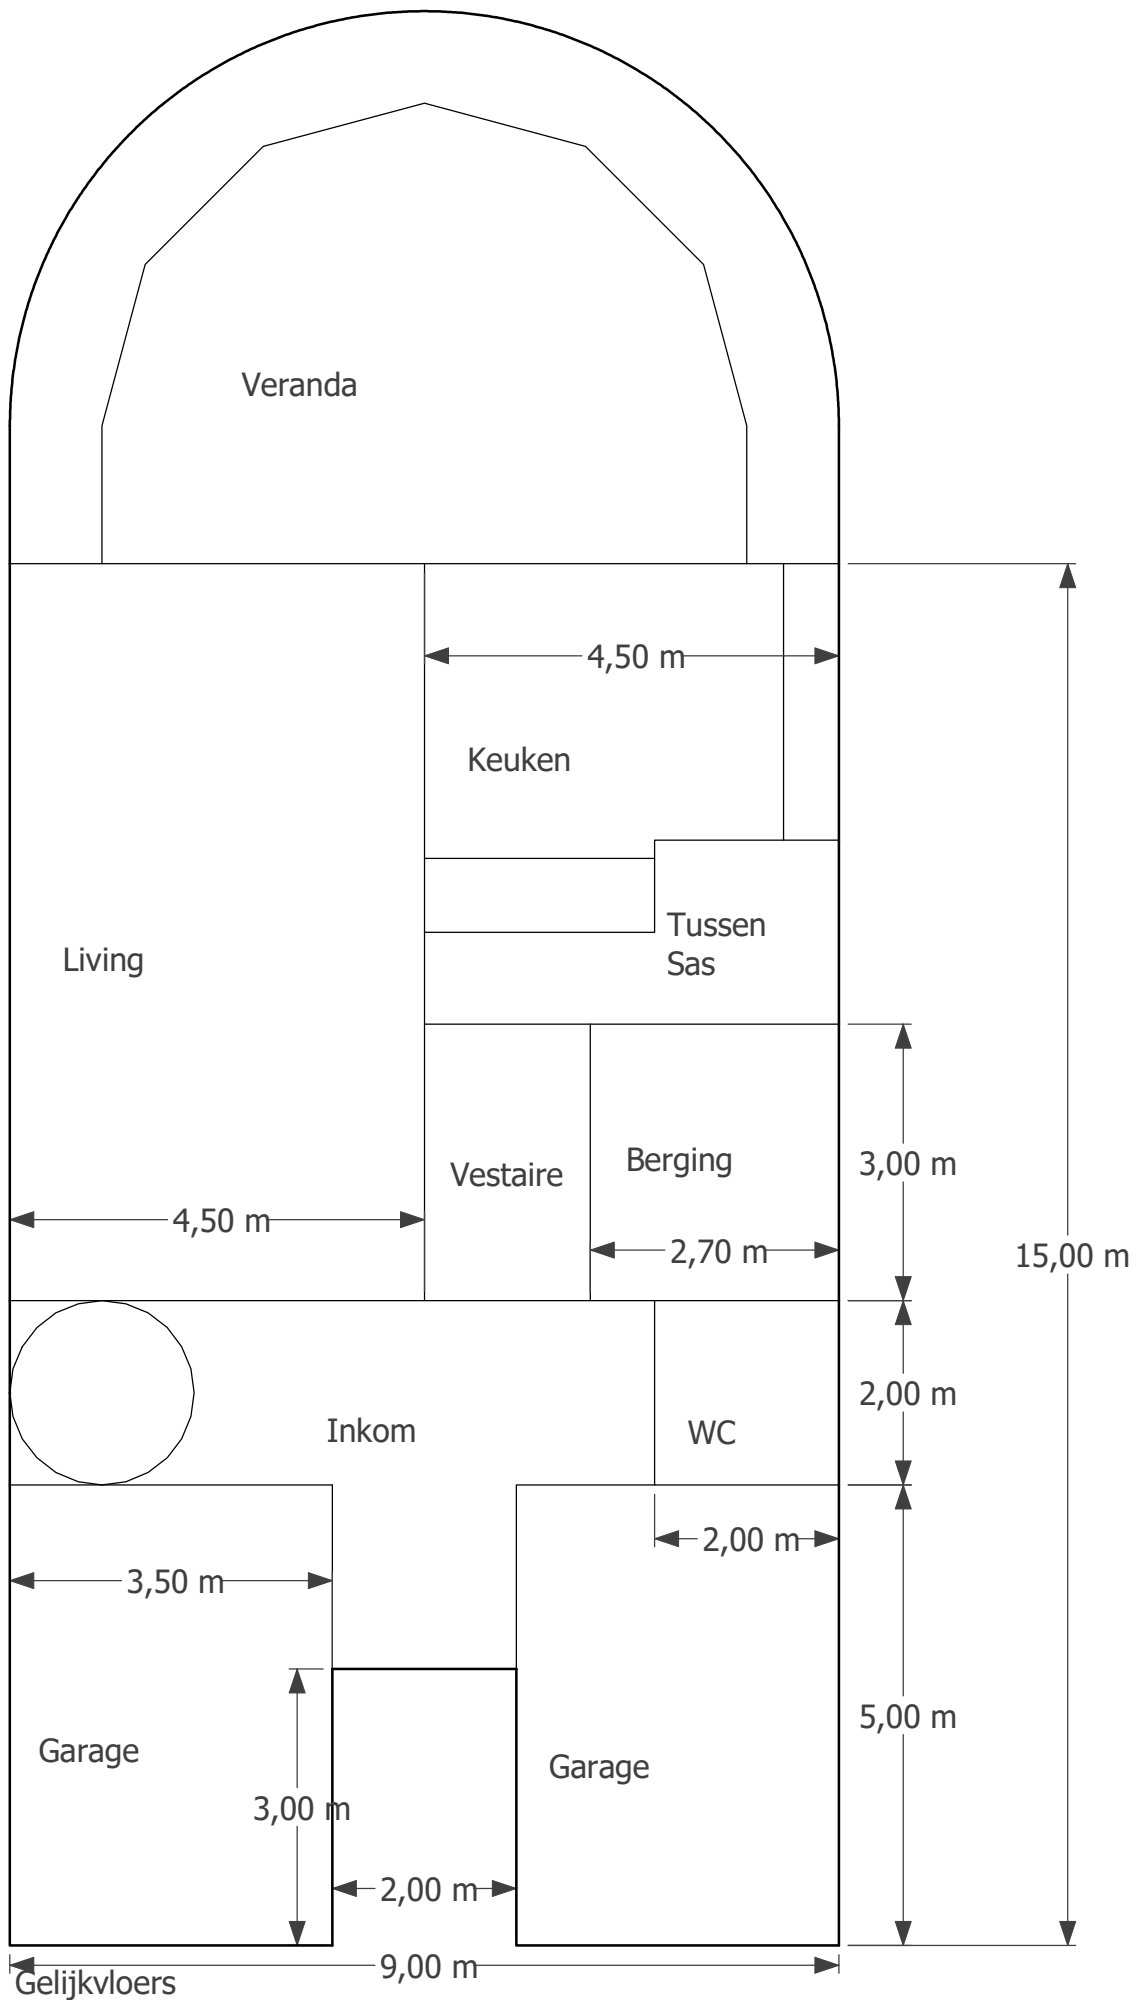 Veranda
4,50 m
Keuken
Tussen
Sas
Living
Vestaire
Berging
3,00 m
4,50 m
2,70 m
15,00 m
2,00 m
Inkom
WC
2,00 m
3,50 m
5,00 m
Garage
Garage
3,00 m
2,00 m
9,00 m
Gelijkvloers